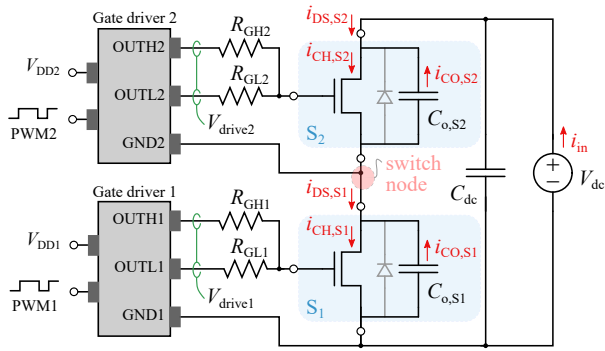 Gate driver 2
OUTH2
OUTL2
GND2
V_DD2
PWM2
R_GH2
R_GL2
V_drive2
i_DS,S2
i_CH,S2
i_CO,S2
C_o,S2
S_2
switch
node
i_in
C_dc
V_dc
+
−
Gate driver 1
OUTH1
OUTL1
GND1
V_DD1
PWM1
R_GH1
R_GL1
V_drive1
i_DS,S1
i_CH,S1
i_CO,S1
C_o,S1
S_1